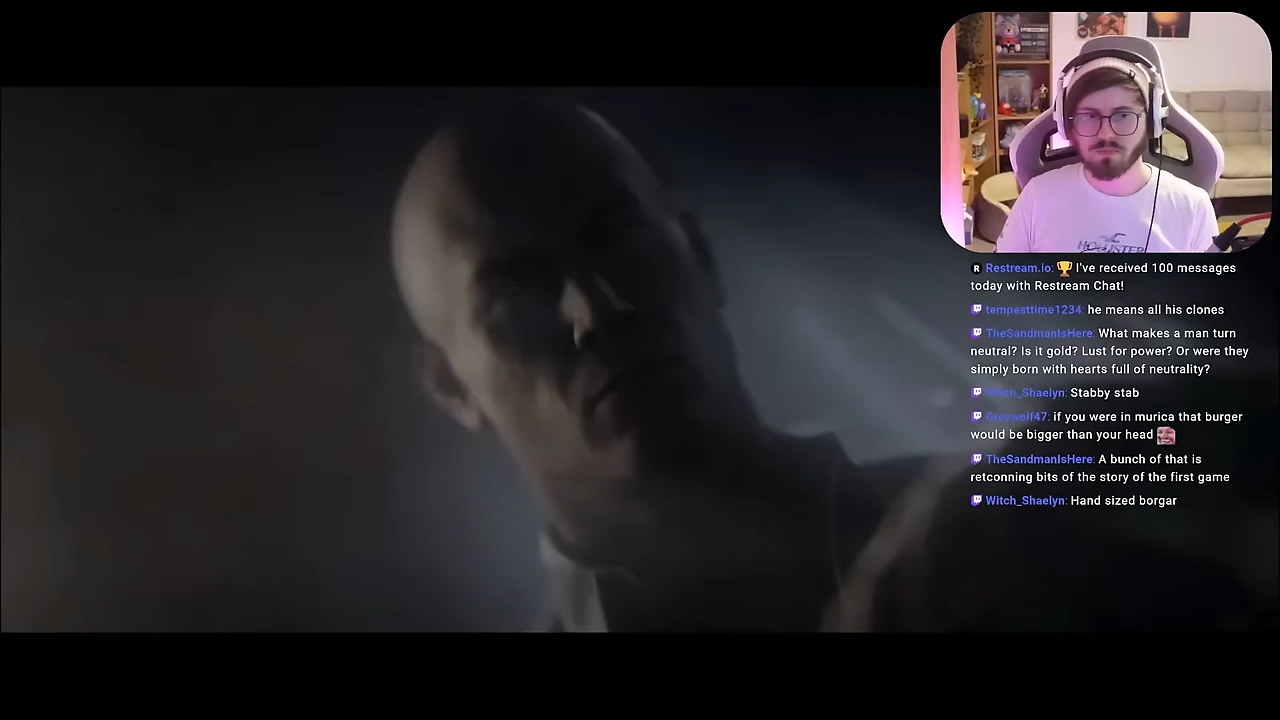 HOLLISTER
Restream.io: I've received 100 messages
today with Restream Chat!
tempesttime1234: he means all his clones
TheSandmanIsHere: What makes a man turn
neutral? Is it gold? Lust for power? Or were they
simply born with hearts full of neutrality?
Witch_Shaelyn: Stabby stab
Greywolf47: if you were in murica that burger
would be bigger than your head
TheSandmanIsHere: A bunch of that is
retconning bits of the story of the first game
Witch_Shaelyn: Hand sized borgar